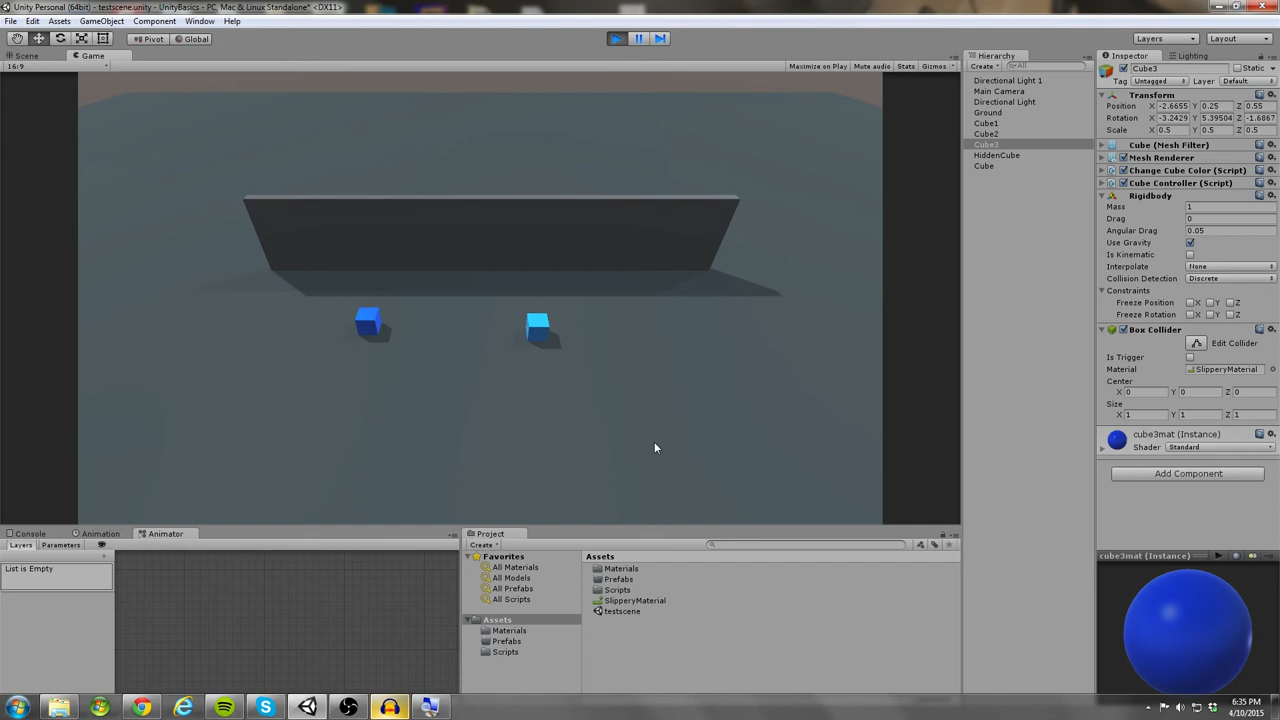 Unity Personal (64bit) - testscene.unity - UnityBasics - PC, Mac & Linux Standalone* <DX11>
File Edit Assets GameObject Component Window Help
Pivot Global Layers Layout
Scene Game
16:9 Maximize on Play Mute audio Stats Gizmos
Hierarchy
Create All
Directional Light 1
Main Camera
Directional Light
Ground
Cube1
Cube2
Cube3
HiddenCube
Cube
Inspector Lighting
Cube3 Static
Tag Untagged Layer Default
Transform
Position X -2.6655 Y 0.25 Z 0.55
Rotation X -3.2429 Y 5.39504 Z -1.6867
Scale X 0.5 Y 0.5 Z 0.5
Cube (Mesh Filter)
Mesh Renderer
Change Cube Color (Script)
Cube Controller (Script)
Rigidbody
Mass 1
Drag 0
Angular Drag 0.05
Use Gravity
Is Kinematic
Interpolate None
Collision Detection Discrete
Constraints
Freeze Position X Y Z
Freeze Rotation X Y Z
Box Collider
Edit Collider
Is Trigger
Material SlipperyMaterial
Center
X 0 Y 0 Z 0
Size
X 1 Y 1 Z 1
cube3mat (Instance)
Shader Standard
Add Component
cube3mat (Instance)
Console Animation Animator
Layers Parameters
List is Empty
Project
Create
Favorites
All Materials
All Models
All Prefabs
All Scripts
Assets
Materials
Prefabs
Scripts
Assets
Materials
Prefabs
Scripts
SlipperyMaterial
testscene
6:35 PM
4/10/2015